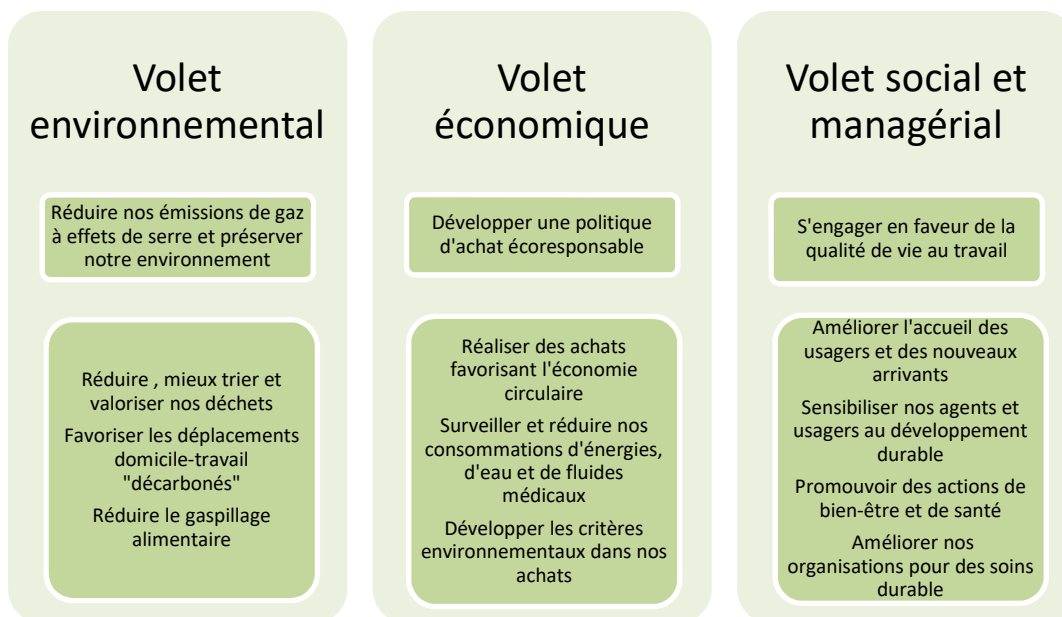 Volet
environnemental
Réduire nos émissions de gaz
à effets de serre et préserver
notre environnement
Réduire , mieux trier et
valoriser nos déchets
Favoriser les déplacements
domicile-travail
"décarbonés"
Réduire le gaspillage
alimentaire
Volet
économique
Développer une politique
d'achat écoresponsable
Réaliser des achats
favorisant l'économie
circulaire
Surveiller et réduire nos
consommations d'énergies,
d'eau et de fluides
médicaux
Développer les critères
environnementaux dans nos
achats
Volet social et
managérial
S'engager en faveur de la
qualité de vie au travail
Améliorer l'accueil des
usagers et des nouveaux
arrivants
Sensibiliser nos agents et
usagers au développement
durable
Promouvoir des actions de
bien-être et de santé
Améliorer nos
organisations pour des soins
durable